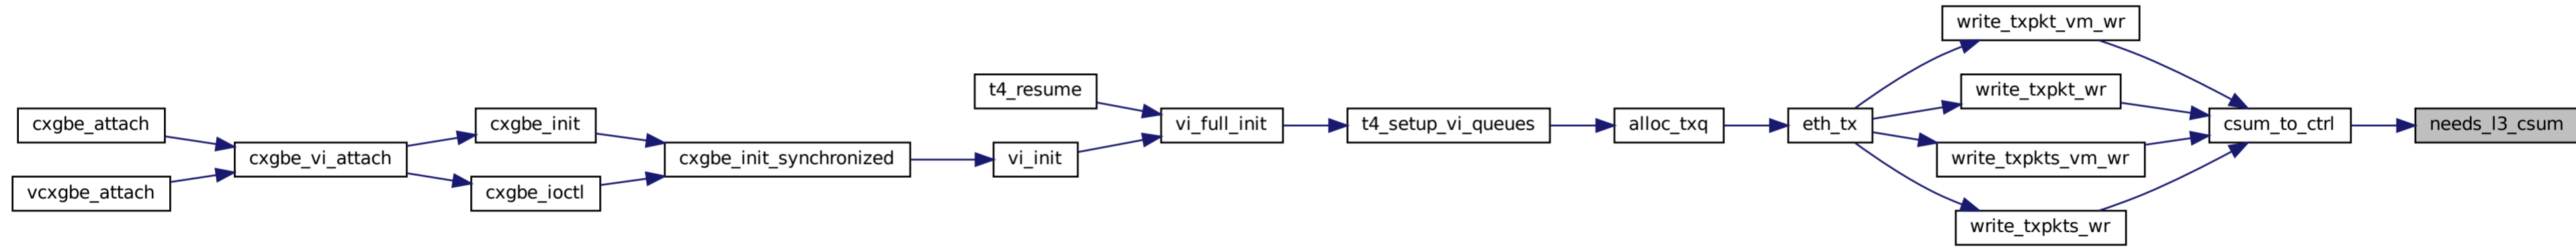 write_txpkt_vm_wr
t4_resume
write_txpkt_wr
cxgbe_attach
cxgbe_init
vi_full_init
t4_setup_vi_queues
alloc_txq
eth_tx
csum_to_ctrl
needs_l3_csum
cxgbe_vi_attach
cxgbe_init_synchronized
vi_init
write_txpkts_vm_wr
vcxgbe_attach
cxgbe_ioctl
write_txpkts_wr